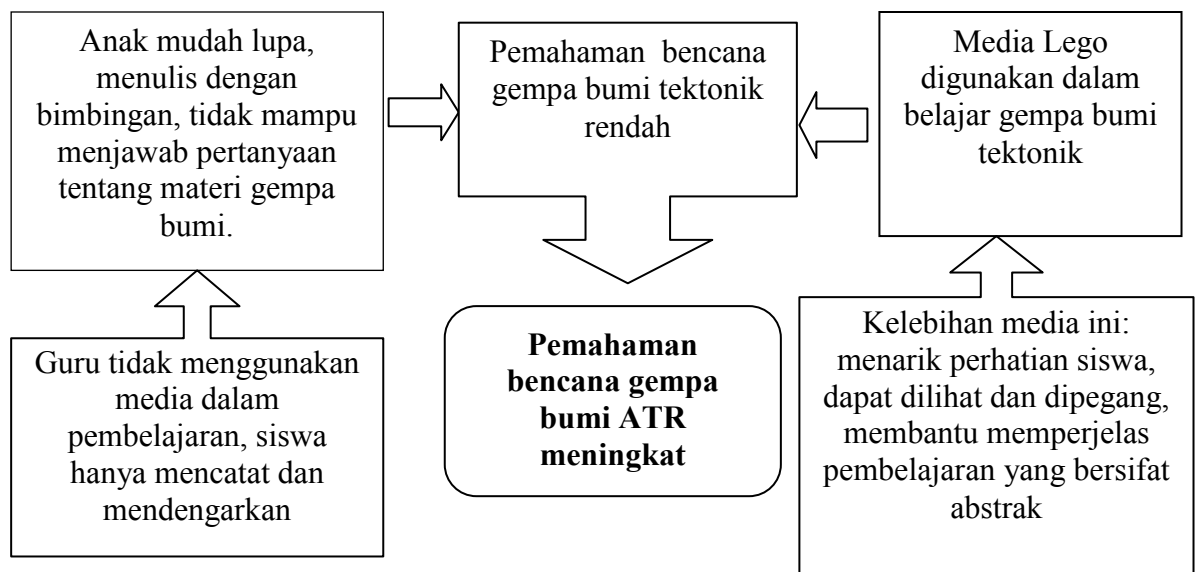 Anak mudah lupa,
menulis dengan
bimbingan, tidak mampu
menjawab pertanyaan
tentang materi gempa
bumi.
Pemahaman bencana
gempa bumi tektonik
rendah
Media Lego
digunakan dalam
belajar gempa bumi
tektonik
Guru tidak menggunakan
media dalam
pembelajaran, siswa
hanya mencatat dan
mendengarkan
Pemahaman
bencana gempa
bumi ATR
meningkat
Kelebihan media ini:
menarik perhatian siswa,
dapat dilihat dan dipegang,
membantu memperjelas
pembelajaran yang bersifat
abstrak